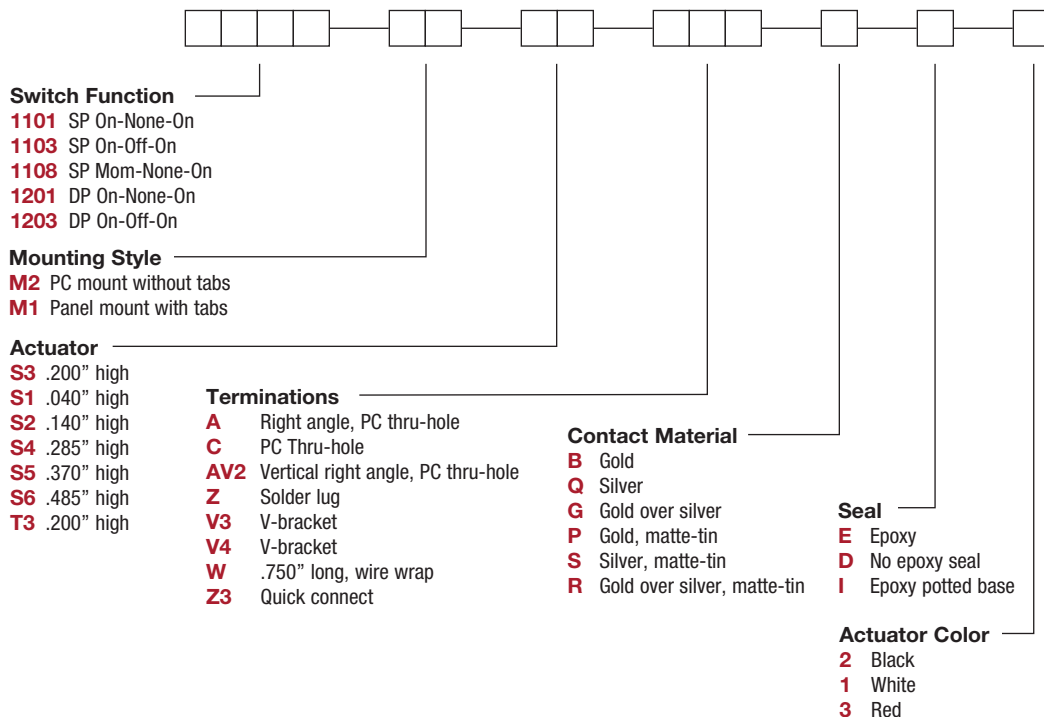 Switch Function
1101 SP On-None-On
1103 SP On-Off-On
1108 SP Mom-None-On
1201 DP On-None-On
1203 DP On-Off-On
Mounting Style
M2 PC mount without tabs
M1 Panel mount with tabs
Actuator
S3 .200” high
S1 .040” high
S2 .140” high
S4 .285” high
S5 .370” high
S6 .485” high
T3 .200” high
Terminations
A Right angle, PC thru-hole
C PC Thru-hole
AV2 Vertical right angle, PC thru-hole
Z Solder lug
V3 V-bracket
V4 V-bracket
W .750” long, wire wrap
Z3 Quick connect
Contact Material
B Gold
Q Silver
G Gold over silver
P Gold, matte-tin
S Silver, matte-tin
R Gold over silver, matte-tin
Seal
E Epoxy
D No epoxy seal
I Epoxy potted base
Actuator Color
2 Black
1 White
3 Red